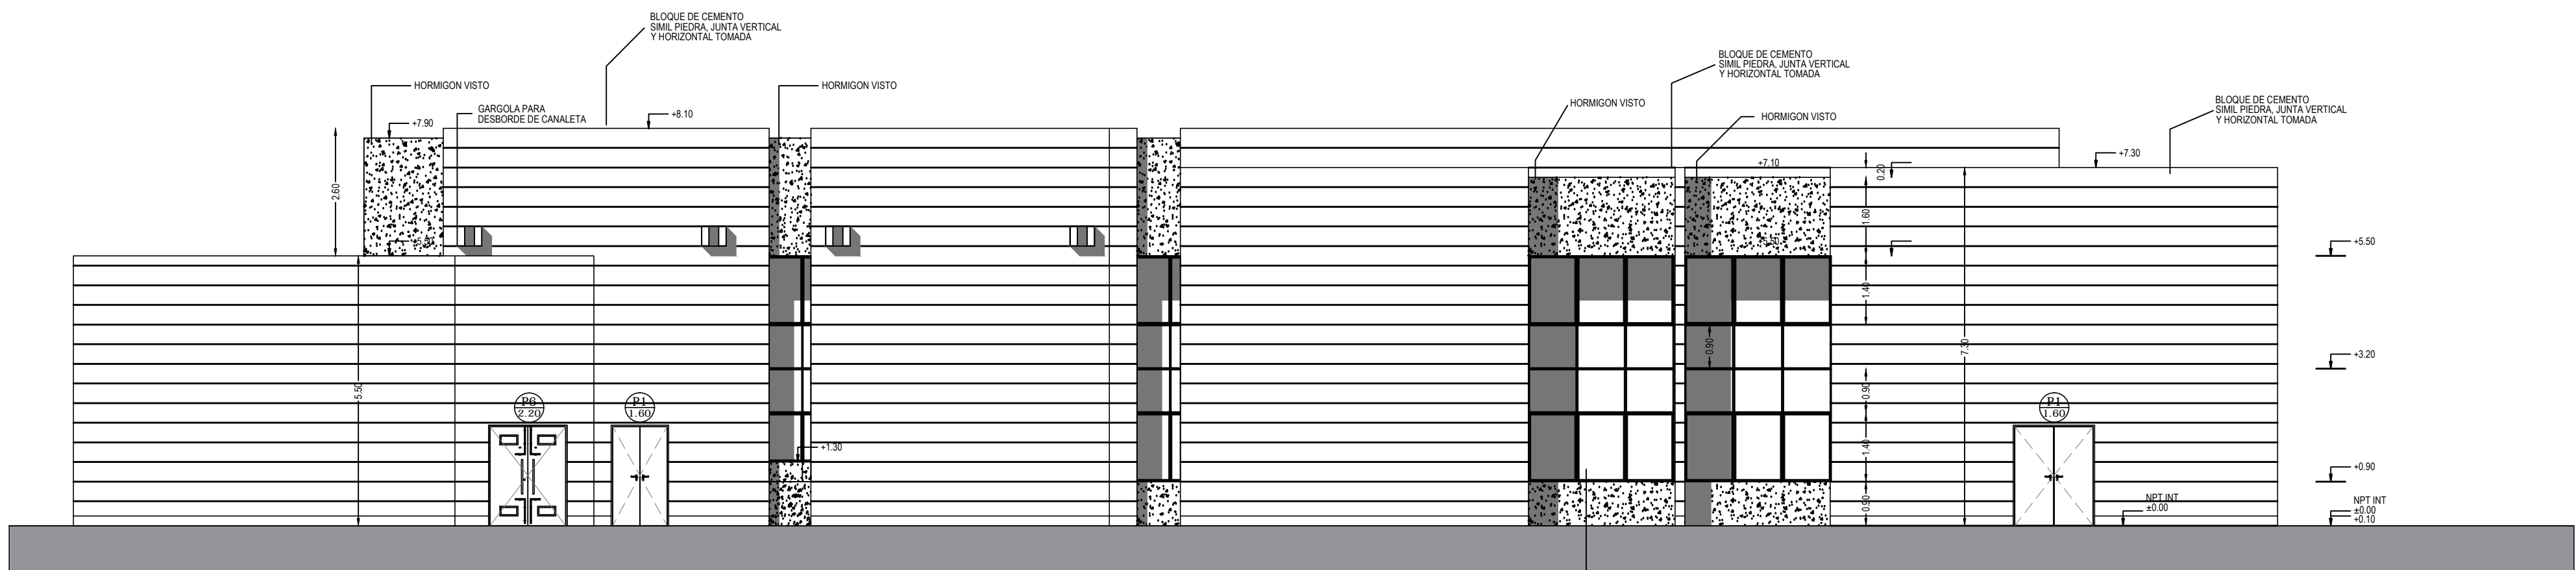 BLOQUE DE CEMENTO
SIMIL PIEDRA, JUNTA VERTICAL
Y HORIZONTAL TOMADA
BLOQUE DE CEMENTO
SIMIL PIEDRA, JUNTA VERTICAL
Y HORIZONTAL TOMADA
HORMIGON VISTO
HORMIGON VISTO
HORMIGON VISTO
BLOQUE DE CEMENTO
SIMIL PIEDRA, JUNTA VERTICAL
Y HORIZONTAL TOMADA
GARGOLA PARA
DESBORDE DE CANALETA
+8.10
HORMIGON VISTO
+7.90
+7.30
+7.10
0.20
2.60
1.60
+5.50
+5.50
+5.50
1.40
0.90
7.30
+3.20
5.50
0.90
P6
2.20
P1
1.60
P1
1.60
+1.30
1.40
+0.90
0.90
NPT INT
±0.00
NPT INT
±0.00
+0.10